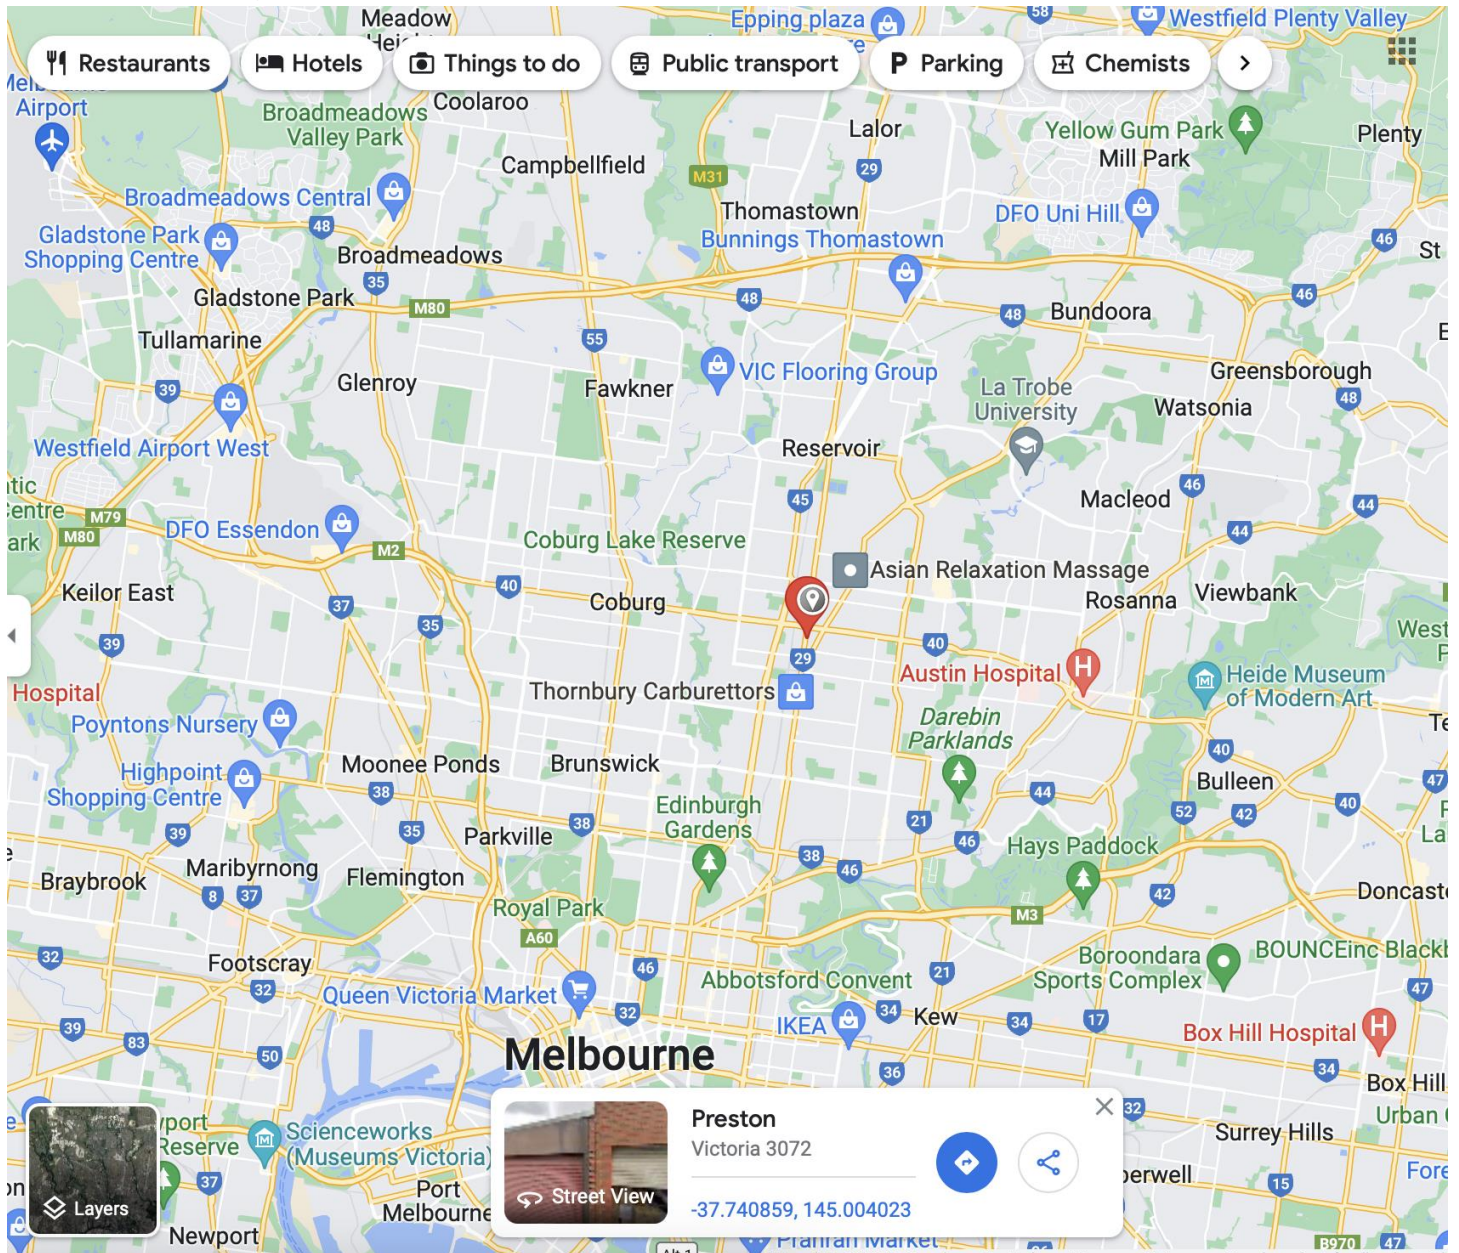 Meadow
Epping plaza
58
Westfield Plenty Valley
Restaurants
Hotels
Things to do
Public transport
Parking
Chemists
Airport
Broadmeadows
Valley Park
Coolaroo
Lalor
Yellow Gum Park
Mill Park
Plenty
Campbellfield
M31
29
Broadmeadows Central
Thomastown
DFO Uni Hill
48
Gladstone Park
Shopping Centre
Bunnings Thomastown
46
St
Broadmeadows
35
Gladstone Park
M80
48
46
48
Bundoora
Tullamarine
55
Glenroy
Fawkner
VIC Flooring Group
Greensborough
39
La Trobe
University
Watsonia
48
Westfield Airport West
Reservoir
Macleod
46
45
44
Centre
M79
M80
DFO Essendon
M2
Coburg Lake Reserve
44
Asian Relaxation Massage
Keilor East
40
Coburg
Rosanna
Viewbank
37
35
39
29
40
West
Hospital
Thornbury Carburettors
Austin Hospital
Heide Museum
of Modern Art
Poyntons Nursery
Darebin
Parklands
40
Highpoint
Shopping Centre
Moonee Ponds
Brunswick
Bulleen
47
38
44
40
Edinburgh
Gardens
52
42
39
35
Parkville
38
21
46
Hays Paddock
Braybrook
Maribyrnong
Flemington
38
46
8
37
42
Doncaste
Royal Park
M3
A60
32
Footscray
46
Abbotsford Convent
21
Boroondara
Sports Complex
BOUNCEinc Blackb
32
Queen Victoria Market
32
47
39
83
IKEA
34
Kew
34
17
Box Hill Hospital
50
Melbourne
36
34
Box Hill
Preston
Victoria 3072
32
Urban
Reserve
Scienceworks
(Museums Victoria)
Surrey Hills
Street View
-37.740859, 145.004023
Layers
37
Port
Melbourne
15
Newport
Prahran Market
B970
47